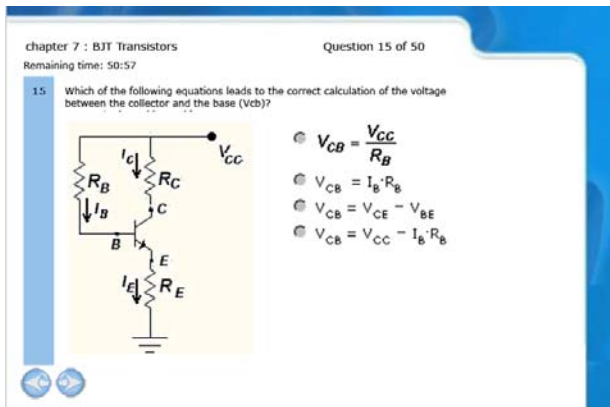 chapter 7 : BJT Transistors
Question 15 of 50
Remaining time: 50:57
15
Which of the following equations leads to the correct calculation of the voltage
between the collector and the base (Vcb)?
V_CC
I_C
R_B
R_C
I_B
C
B
E
I_E
R_E
V_CB = V_CC / R_B
V_CB = I_B·R_B
V_CB = V_CE - V_BE
V_CB = V_CC - I_B·R_B